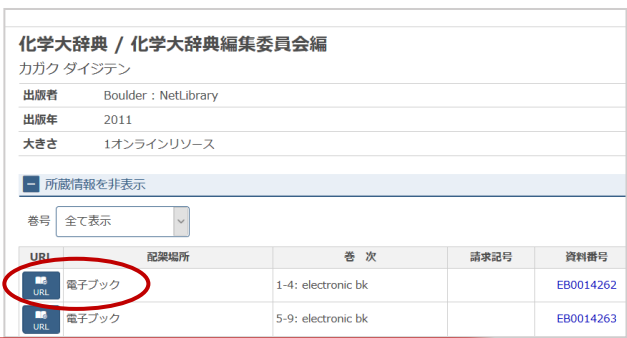 化学大辞典 / 化学大辞典編集委員会編
カガク ダイジテン
出版者 Boulder : NetLibrary
出版年 2011
大きさ 1オンラインリソース
所蔵情報を非表示
巻号 全て表示
URL 配架場所 巻 次 請求記号 資料番号
URL 電子ブック 1-4: electronic bk EB0014262
URL 電子ブック 5-9: electronic bk EB0014263